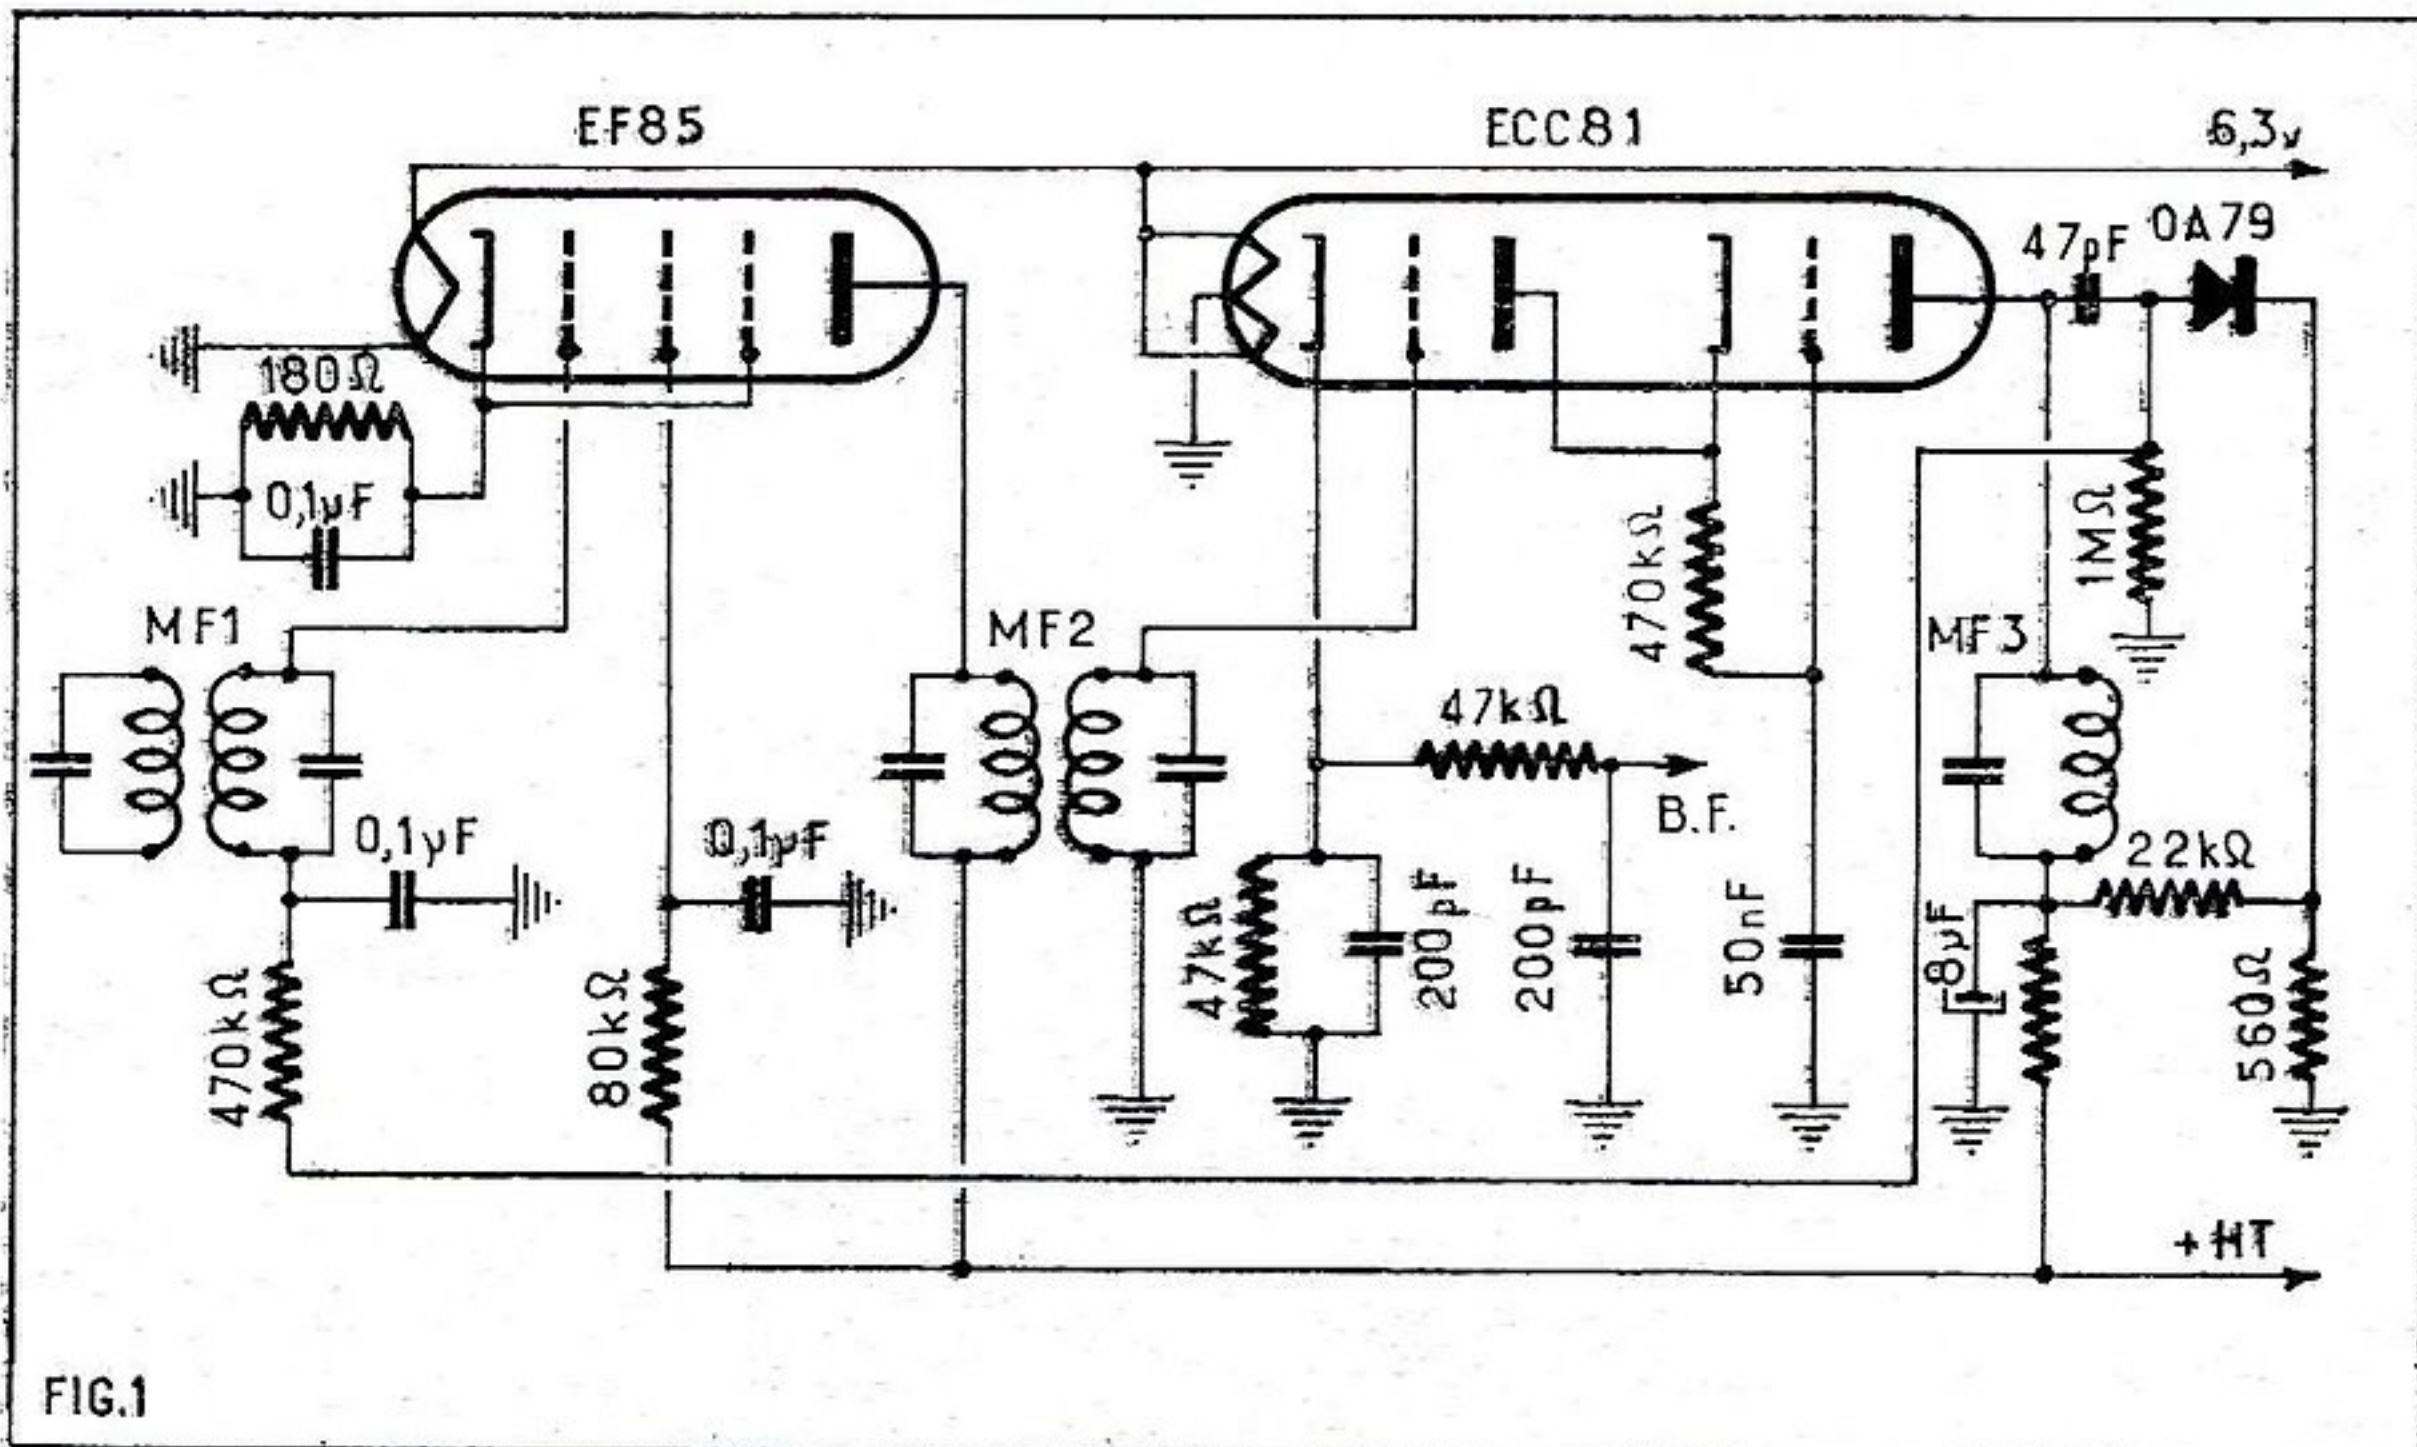 EF85
ECC81
6,3v
47pF
OA79
180Ω
0,1µF
MF1
MF2
470kΩ
1MΩ
MF3
47kΩ
B.F.
0,1µF
0,1µF
22kΩ
470kΩ
80kΩ
47kΩ
200pF
200pF
50nF
8µF
560Ω
+HT
FIG.1